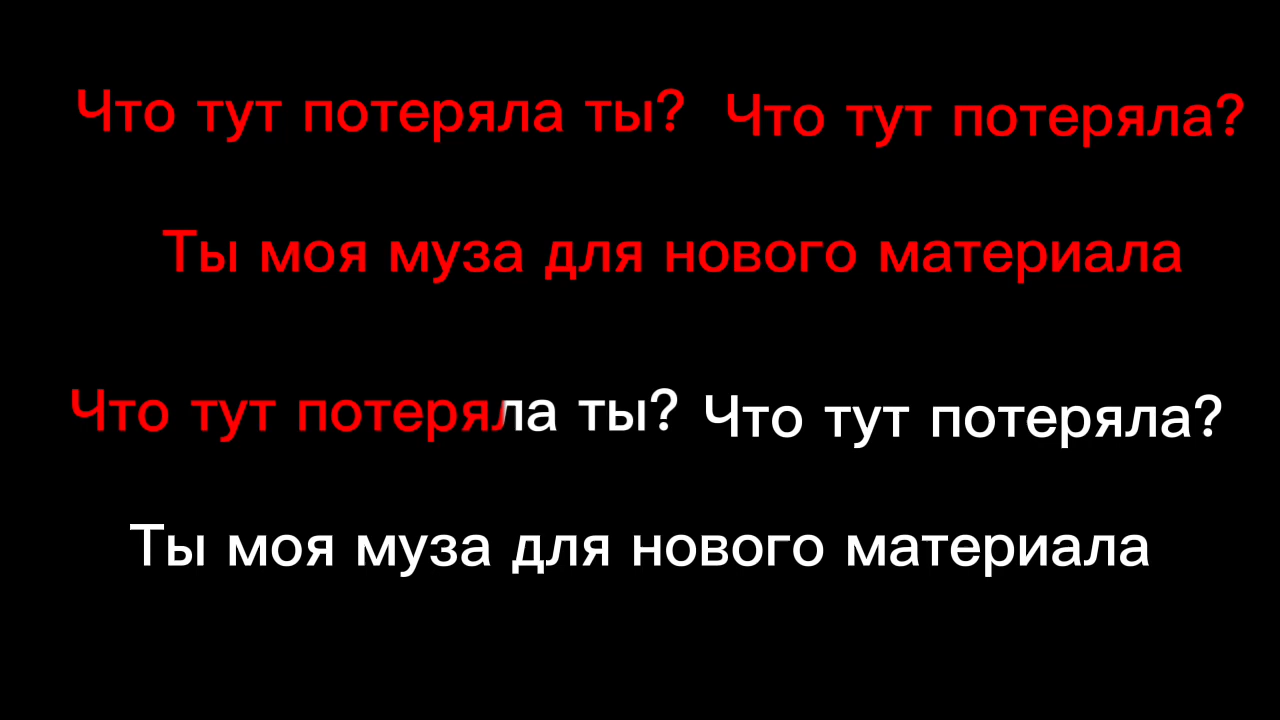 Что тут потеряла ты? Что тут потеряла?
Ты моя муза для нового материала
Что тут потеряла ты? Что тут потеряла?
Ты моя муза для нового материала